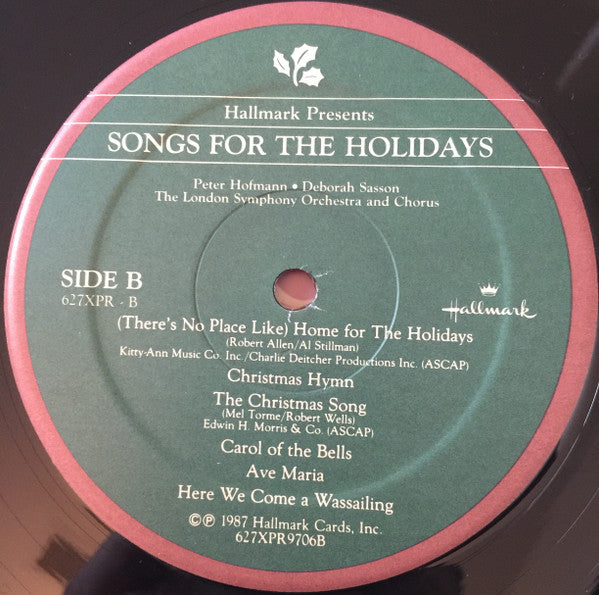 Hallmark Presents
SONGS FOR THE HOLIDAYS
Peter Hofmann • Deborah Sasson
The London Symphony Orchestra and Chorus
SIDE B
627XPR - B
Hallmark
(There's No Place Like) Home for The Holidays
(Robert Allen/Al Stillman)
Kitty-Ann Music Co. Inc./Charlie Deitcher Productions Inc. (ASCAP)
Christmas Hymn
The Christmas Song
(Mel Torme/Robert Wells)
Edwin H. Morris & Co. (ASCAP)
Carol of the Bells
Ave Maria
Here We Come a Wassailing
©℗ 1987 Hallmark Cards, Inc.
627XPR9706B